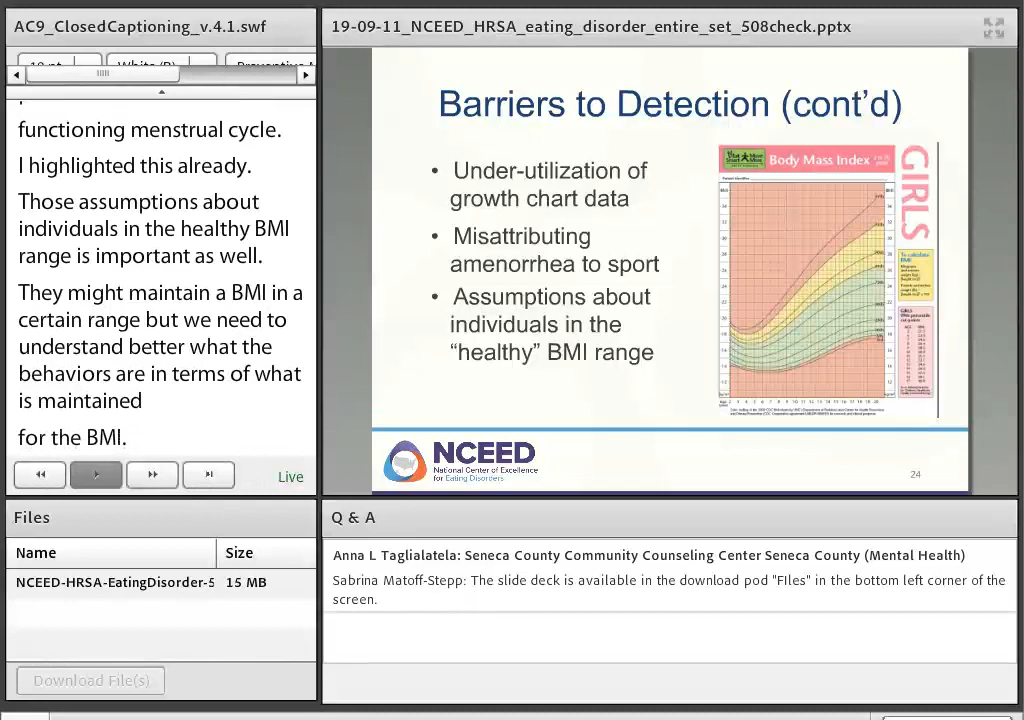 AC9_ClosedCaptioning_v.4.1.swf
functioning menstrual cycle.
I highlighted this already.
Those assumptions about
individuals in the healthy BMI
range is important as well.
They might maintain a BMI in a
certain range but we need to
understand better what the
behaviors are in terms of what
is maintained
for the BMI.
Live
Files
Name Size
NCEED-HRSA-EatingDisorder-5 15 MB
Download File(s)
19-09-11_NCEED_HRSA_eating_disorder_entire_set_508check.pptx
Barriers to Detection (cont’d)
• Under-utilization of
growth chart data
• Misattributing
amenorrhea to sport
• Assumptions about
individuals in the
“healthy” BMI range
Body Mass Index
GIRLS
NCEED
National Center of Excellence
for Eating Disorders
24
Q & A
Anna L Taglialatela: Seneca County Community Counseling Center Seneca County (Mental Health)
Sabrina Matoff-Stepp: The slide deck is available in the download pod "FIles" in the bottom left corner of the
screen.